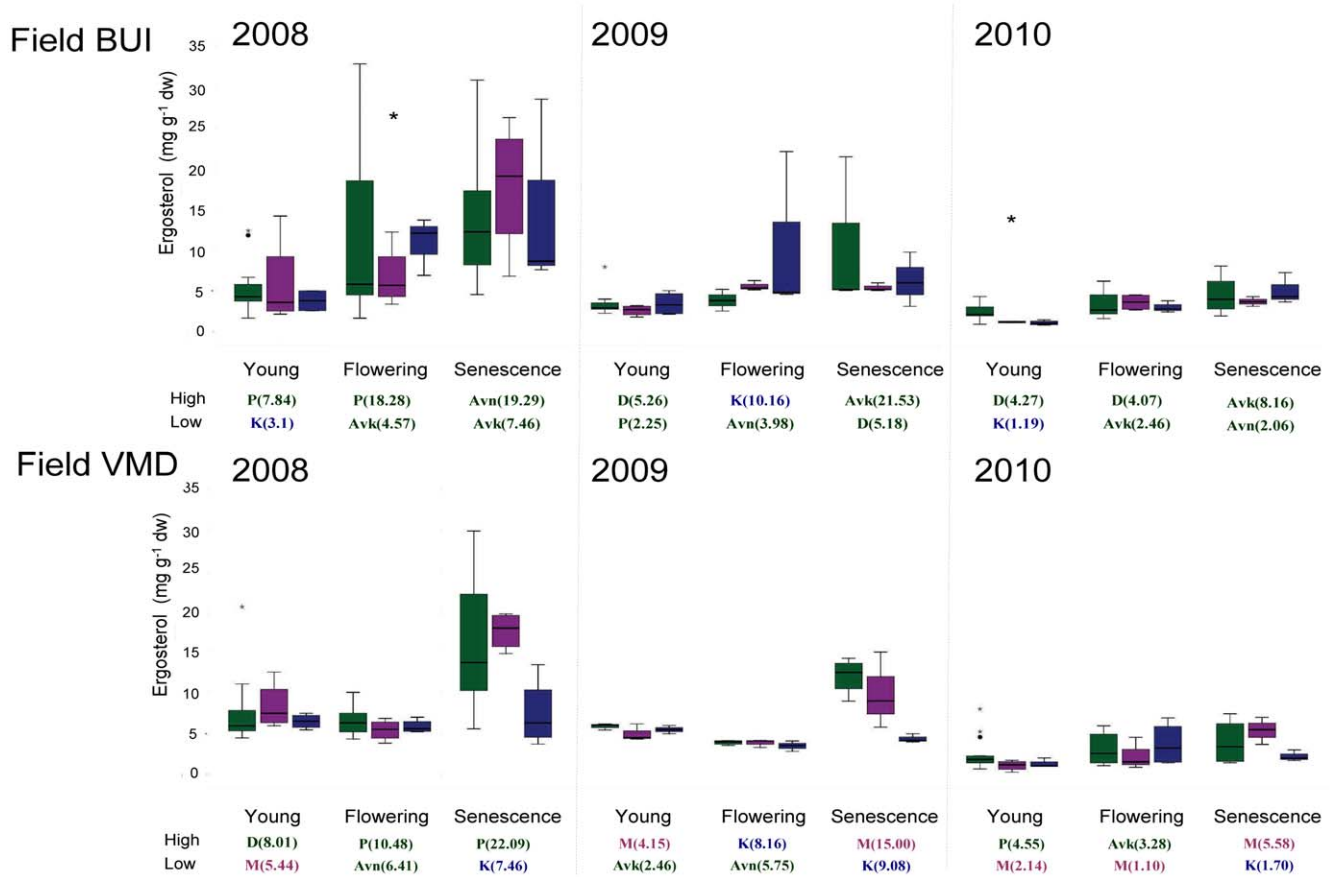 Field BUI 2008 2009 2010
35
30
25
20
15
10
5
0
Ergosterol (mg g-1 dw)
* *
Young Flowering Senescence Young Flowering Senescence Young Flowering Senescence
High P(7.84) P(18.28) Avn(19.29) D(5.26) K(10.16) Avk(21.53) D(4.27) D(4.07) Avk(8.16)
Low K(3.1) Avk(4.57) Avk(7.46) P(2.25) Avn(3.98) D(5.18) K(1.19) Avk(2.46) Avn(2.06)
Field VMD 2008 2009 2010
35
30
25
20
15
10
5
0
Ergosterol (mg g-1 dw)
Young Flowering Senescence Young Flowering Senescence Young Flowering Senescence
High D(8.01) P(10.48) P(22.09) M(4.15) K(8.16) M(15.00) P(4.55) Avk(3.28) M(5.58)
Low M(5.44) Avn(6.41) K(7.46) Avk(2.46) Avn(5.75) K(9.08) M(2.14) M(1.10) K(1.70)